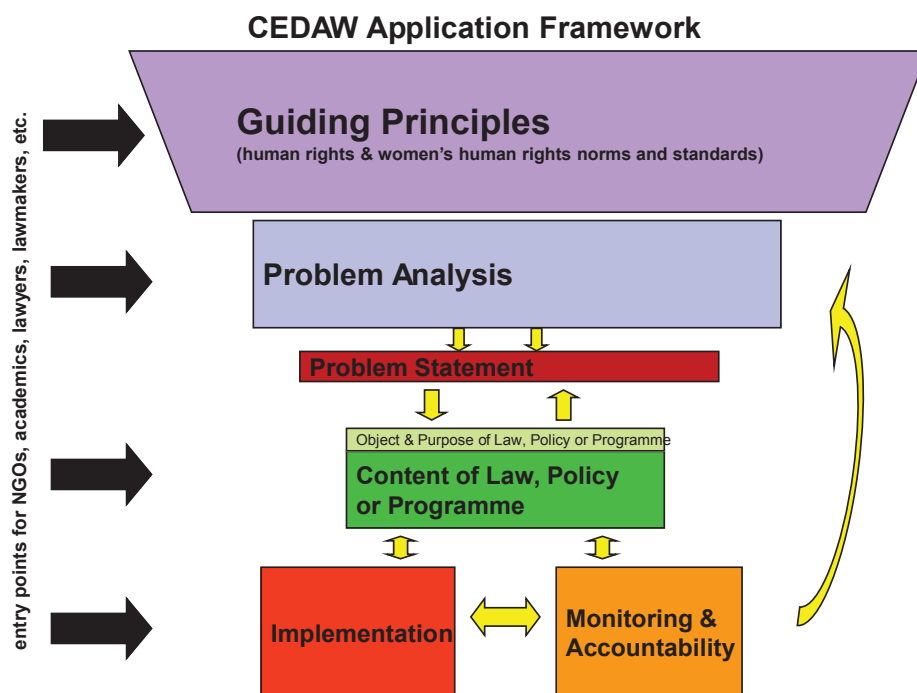 CEDAW Application Framework
entry points for NGOs, academics, lawyers, lawmakers, etc.
Guiding Principles
(human rights & women's human rights norms and standards)
Problem Analysis
Problem Statement
Object & Purpose of Law, Policy or Programme
Content of Law, Policy
or Programme
Implementation
Monitoring &
Accountability